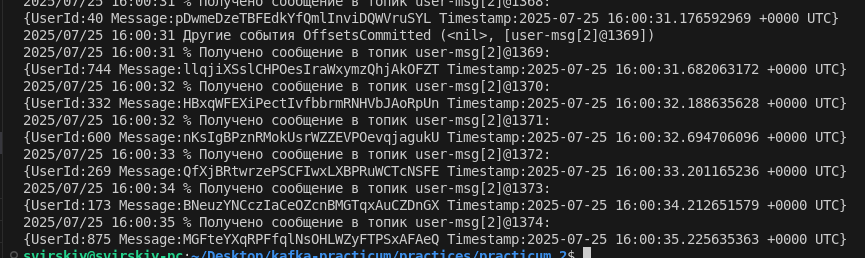 2025/07/25 16:00:31 % Получено сообщение в топик user-msg[2]@1368:
{UserId:40 Message:pDwmeDzeTBFEdkYfQmlInviDQWVruSYL Timestamp:2025-07-25 16:00:31.176592969 +0000 UTC}
2025/07/25 16:00:31 Другие события OffsetsCommitted (<nil>, [user-msg[2]@1369])
2025/07/25 16:00:31 % Получено сообщение в топик user-msg[2]@1369:
{UserId:744 Message:llqjiXSslCHPOesIraWxymzQhjAkOFZT Timestamp:2025-07-25 16:00:31.682063172 +0000 UTC}
2025/07/25 16:00:32 % Получено сообщение в топик user-msg[2]@1370:
{UserId:332 Message:HBxqWFEXiPectIvfbbrmRNHVbJAoRpUn Timestamp:2025-07-25 16:00:32.188635628 +0000 UTC}
2025/07/25 16:00:32 % Получено сообщение в топик user-msg[2]@1371:
{UserId:600 Message:nKsIgBPznRMokUsrWZZEVPOevqjagukU Timestamp:2025-07-25 16:00:32.694706096 +0000 UTC}
2025/07/25 16:00:33 % Получено сообщение в топик user-msg[2]@1372:
{UserId:269 Message:QfXjBRtwrzePSCFIwxLXBPRuWCTcNSFE Timestamp:2025-07-25 16:00:33.201165236 +0000 UTC}
2025/07/25 16:00:34 % Получено сообщение в топик user-msg[2]@1373:
{UserId:173 Message:BNeuzYNCczIaCeOZcnBMGTqxAuCZDnGX Timestamp:2025-07-25 16:00:34.212651579 +0000 UTC}
2025/07/25 16:00:35 % Получено сообщение в топик user-msg[2]@1374:
{UserId:875 Message:MGFteYXqRPFfqlNsOHLWZyFTPSxAFAeQ Timestamp:2025-07-25 16:00:35.225635363 +0000 UTC}
svirskiy@svirskiy-pc:~/Desktop/kafka-practicum/practices/practicum_2$